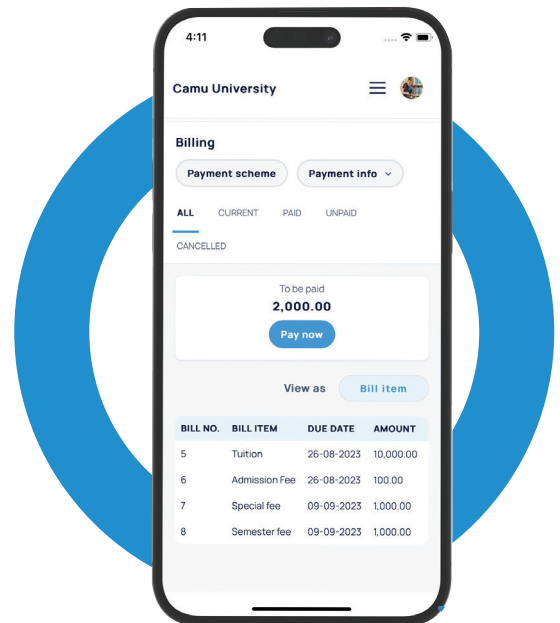 4:11
Camu University
Billing
Payment scheme Payment info
ALL CURRENT PAID UNPAID
CANCELLED
To be paid
2,000.00
Pay now
View as Bill item
BILL NO. BILL ITEM DUE DATE AMOUNT
5 Tuition 26-08-2023 10,000.00
6 Admission Fee 26-08-2023 100.00
7 Special fee 09-09-2023 1,000.00
8 Semester fee 09-09-2023 1,000.00